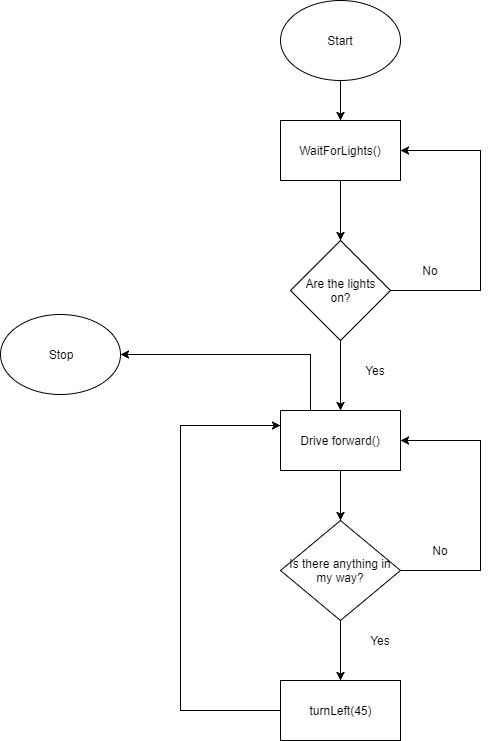 Start
WaitForLights()
Are the lights
on?
No
Stop
Yes
Drive forward()
Is there anything in
my way?
No
Yes
turnLeft(45)